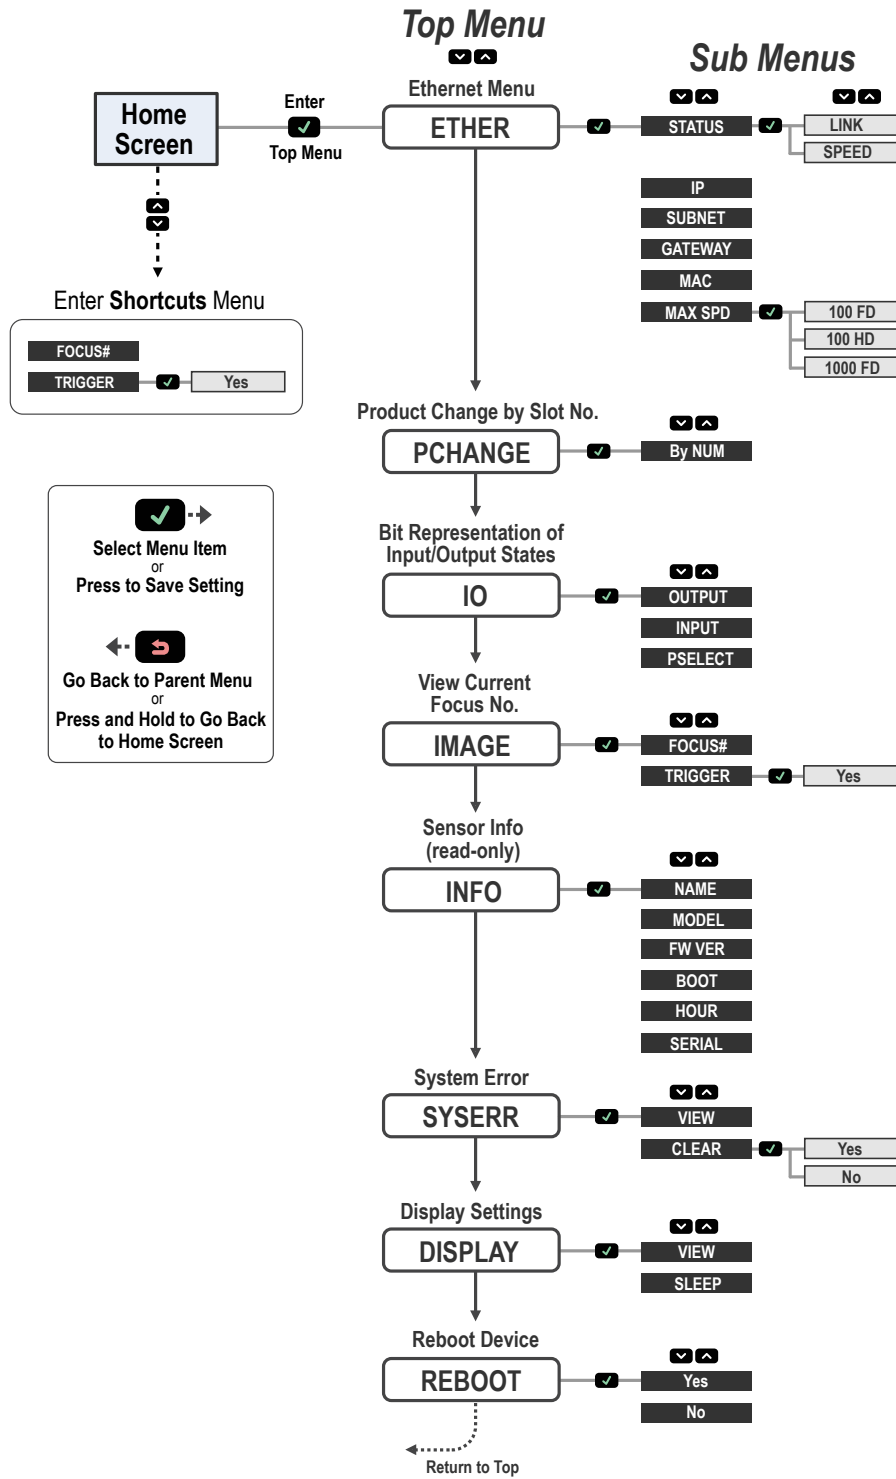 Top Menu
Sub Menus
Home
Screen
Enter
Top Menu
Ethernet Menu
ETHER
STATUS
LINK
SPEED
IP
SUBNET
GATEWAY
MAC
MAX SPD
100 FD
100 HD
1000 FD
Enter Shortcuts Menu
FOCUS#
TRIGGER
Yes
Product Change by Slot No.
PCHANGE
By NUM
Select Menu Item
or
Press to Save Setting
Go Back to Parent Menu
or
Press and Hold to Go Back
to Home Screen
Bit Representation of
Input/Output States
IO
OUTPUT
INPUT
PSELECT
View Current
Focus No.
IMAGE
FOCUS#
TRIGGER
Yes
Sensor Info
(read-only)
INFO
NAME
MODEL
FW VER
BOOT
HOUR
SERIAL
System Error
SYSERR
VIEW
CLEAR
Yes
No
Display Settings
DISPLAY
VIEW
SLEEP
Reboot Device
REBOOT
Yes
No
Return to Top